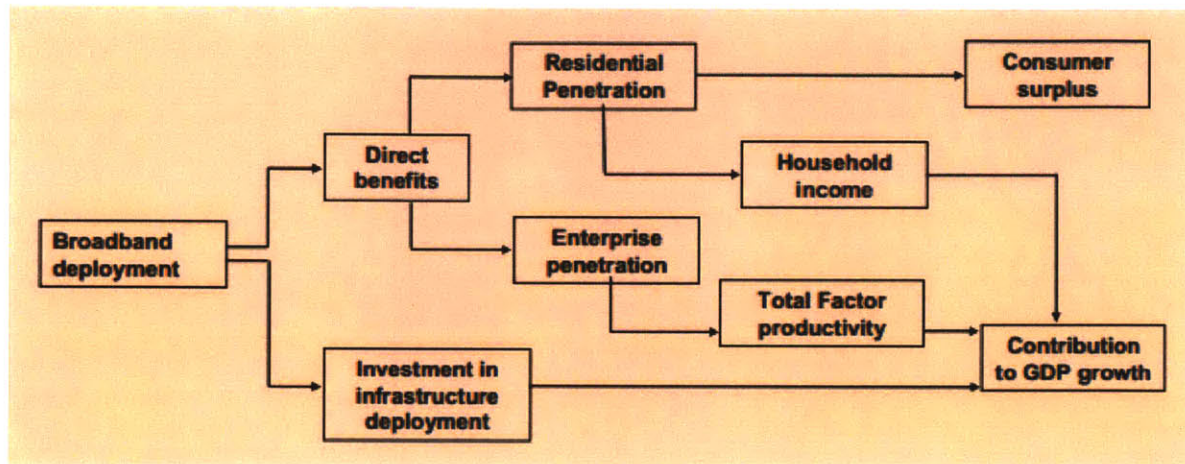 Residential
Penetration
Consumer
surplus
Direct
benefits
Household
income
Broadband
deployment
Enterprise
penetration
Total Factor
productivity
Investment in
infrastructure
deployment
Contribution
to GDP growth